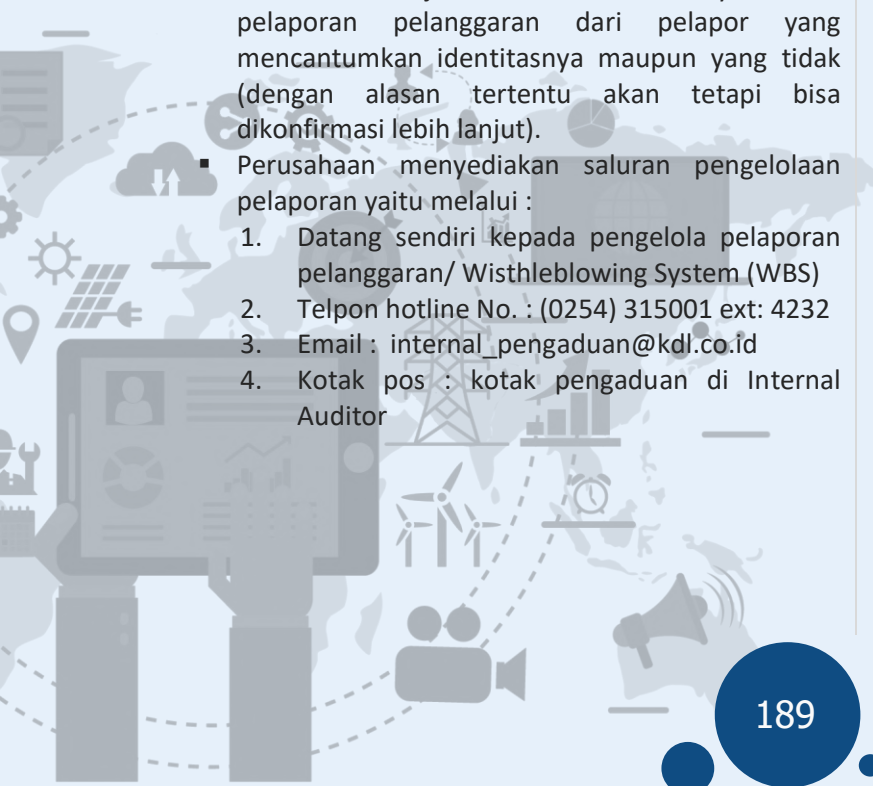 pelaporan pelanggaran dari pelapor yang
mencantumkan identitasnya maupun yang tidak
(dengan alasan tertentu akan tetapi bisa
dikonfirmasi lebih lanjut).
▪ Perusahaan menyediakan saluran pengelolaan
pelaporan yaitu melalui :
1. Datang sendiri kepada pengelola pelaporan
pelanggaran/ Wisthleblowing System (WBS)
2. Telpon hotline No. : (0254) 315001 ext: 4232
3. Email : internal_pengaduan@kdl.co.id
4. Kotak pos : kotak pengaduan di Internal
Auditor
189